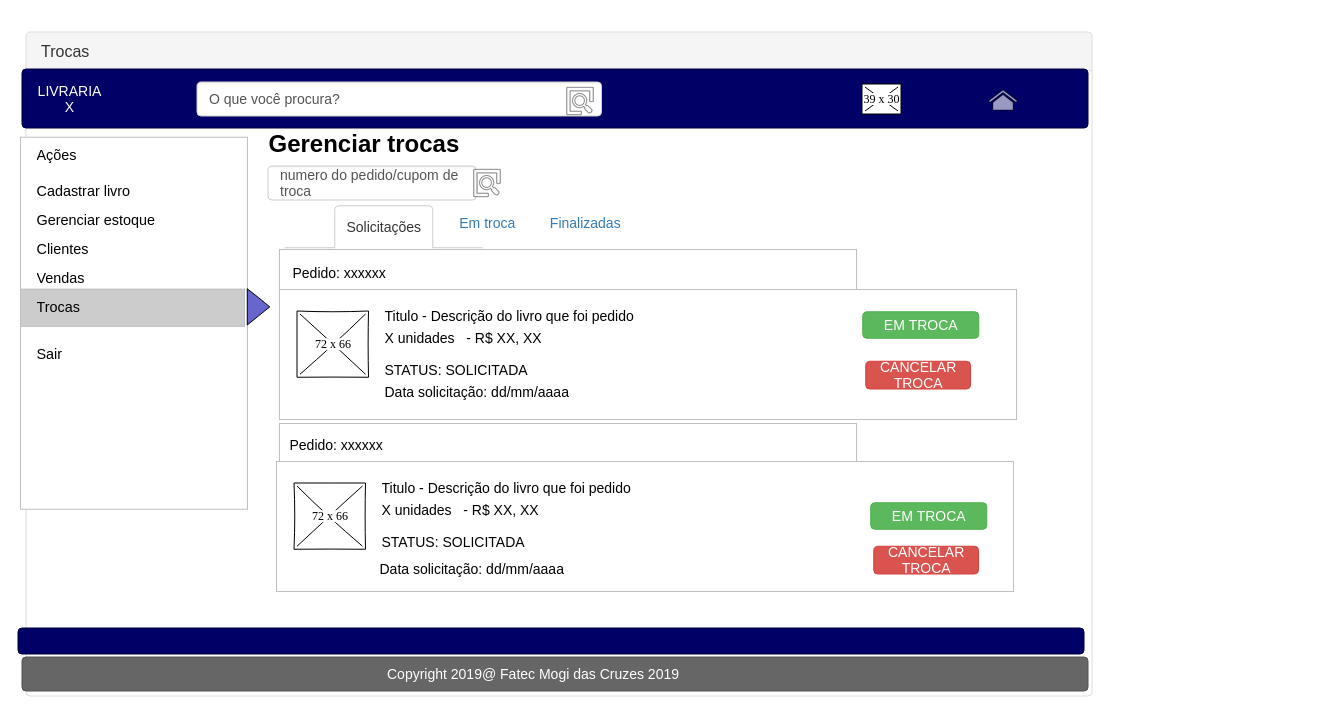 Trocas
LIVRARIA
X
O que você procura?
39 x 30
Ações
Cadastrar livro
Gerenciar estoque
Clientes
Vendas
Trocas
Sair
Gerenciar trocas
numero do pedido/cupom de
troca
Solicitações
Em troca
Finalizadas
Pedido: xxxxxx
72 x 66
Titulo - Descrição do livro que foi pedido
X unidades - R$ XX, XX
STATUS: SOLICITADA
Data solicitação: dd/mm/aaaa
EM TROCA
CANCELAR
TROCA
Pedido: xxxxxx
72 x 66
Titulo - Descrição do livro que foi pedido
X unidades - R$ XX, XX
STATUS: SOLICITADA
Data solicitação: dd/mm/aaaa
EM TROCA
CANCELAR
TROCA
Copyright 2019@ Fatec Mogi das Cruzes 2019